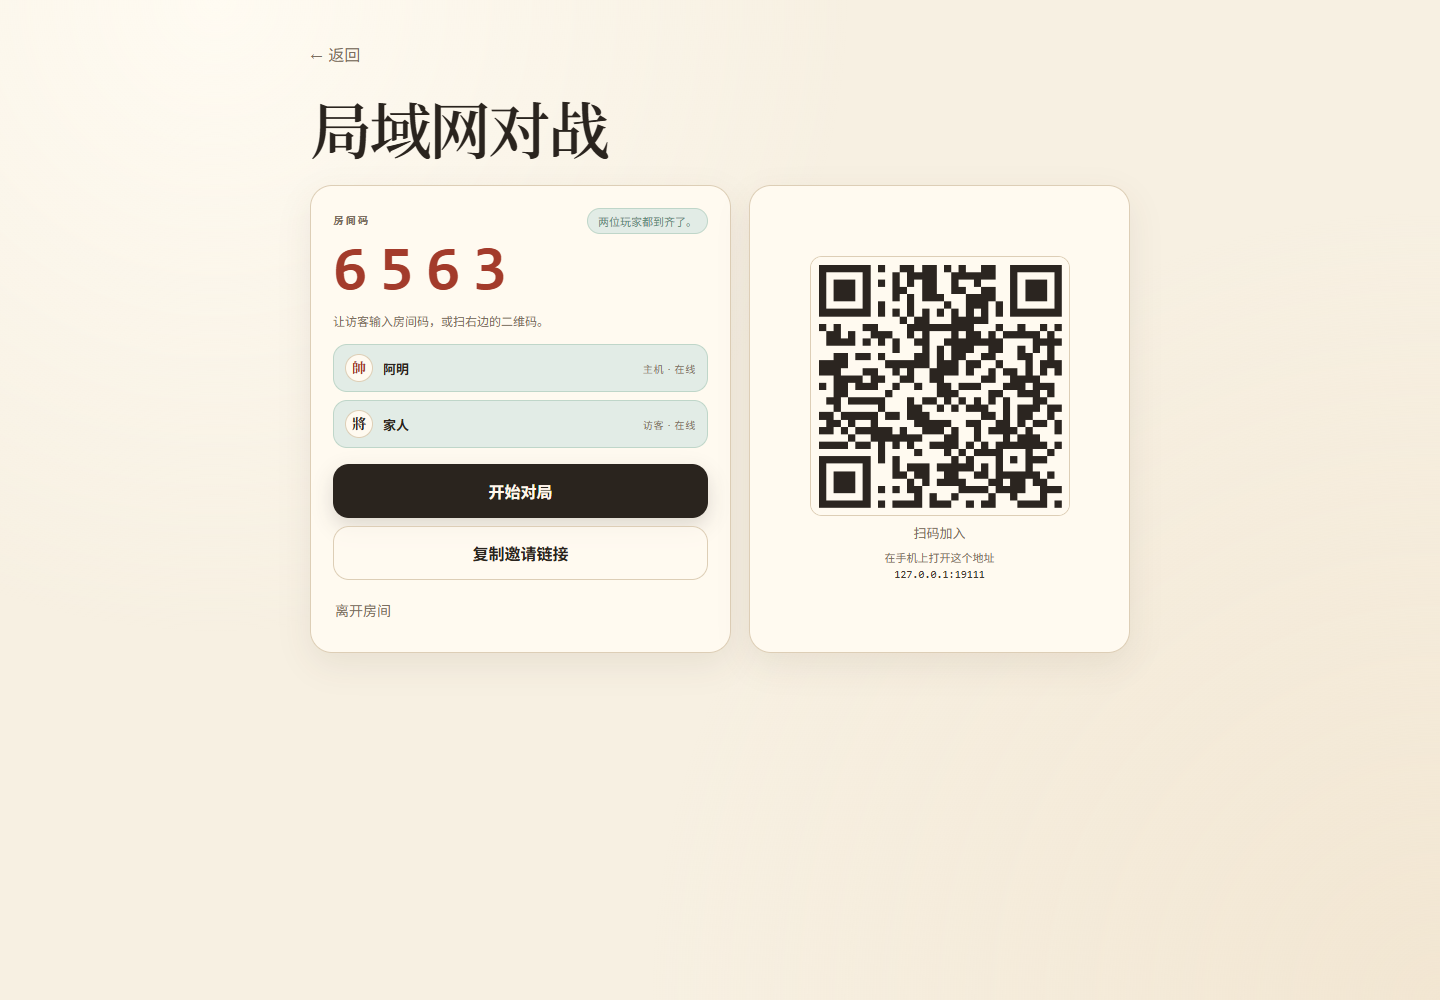 ← 返回
局域网对战
房间码
两位玩家都到齐了。
6563
让访客输入房间码，或扫右边的二维码。
帥 阿明 主机 · 在线
將 家人 访客 · 在线
开始对局
复制邀请链接
离开房间
扫码加入
在手机上打开这个地址
127.0.0.1:19111